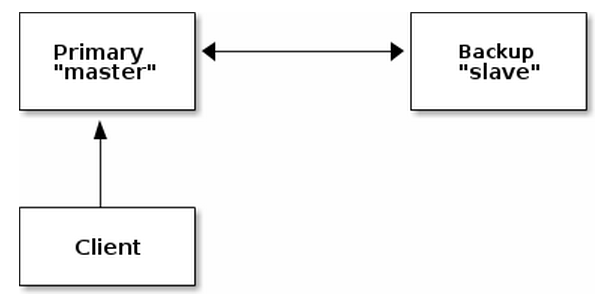 Primary
"master"
Backup
"slave"
Client